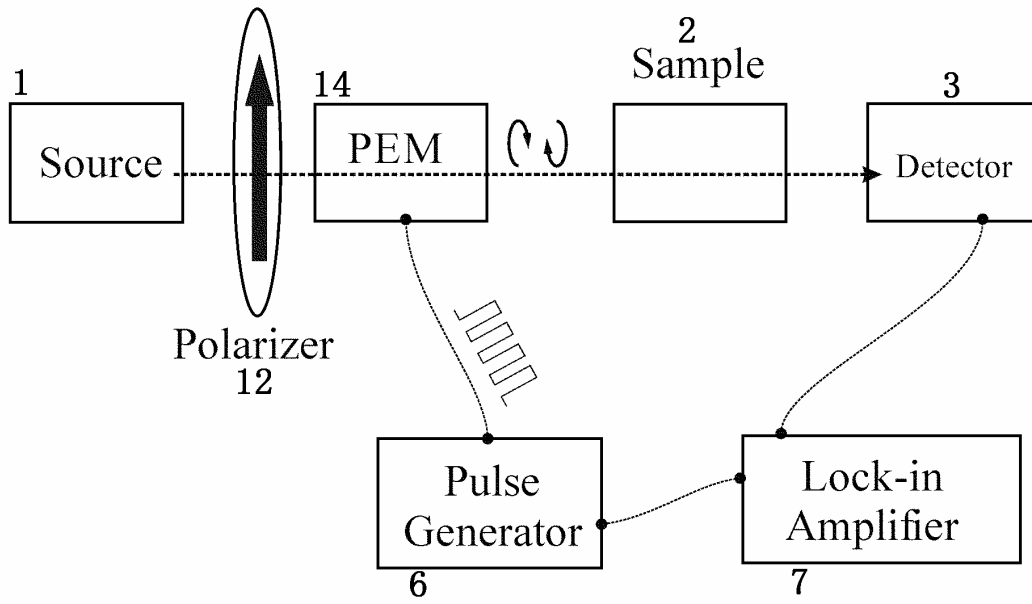 1
Source
Polarizer
12
14
PEM
2
Sample
3
Detector
Pulse
Generator
6
Lock-in
Amplifier
7